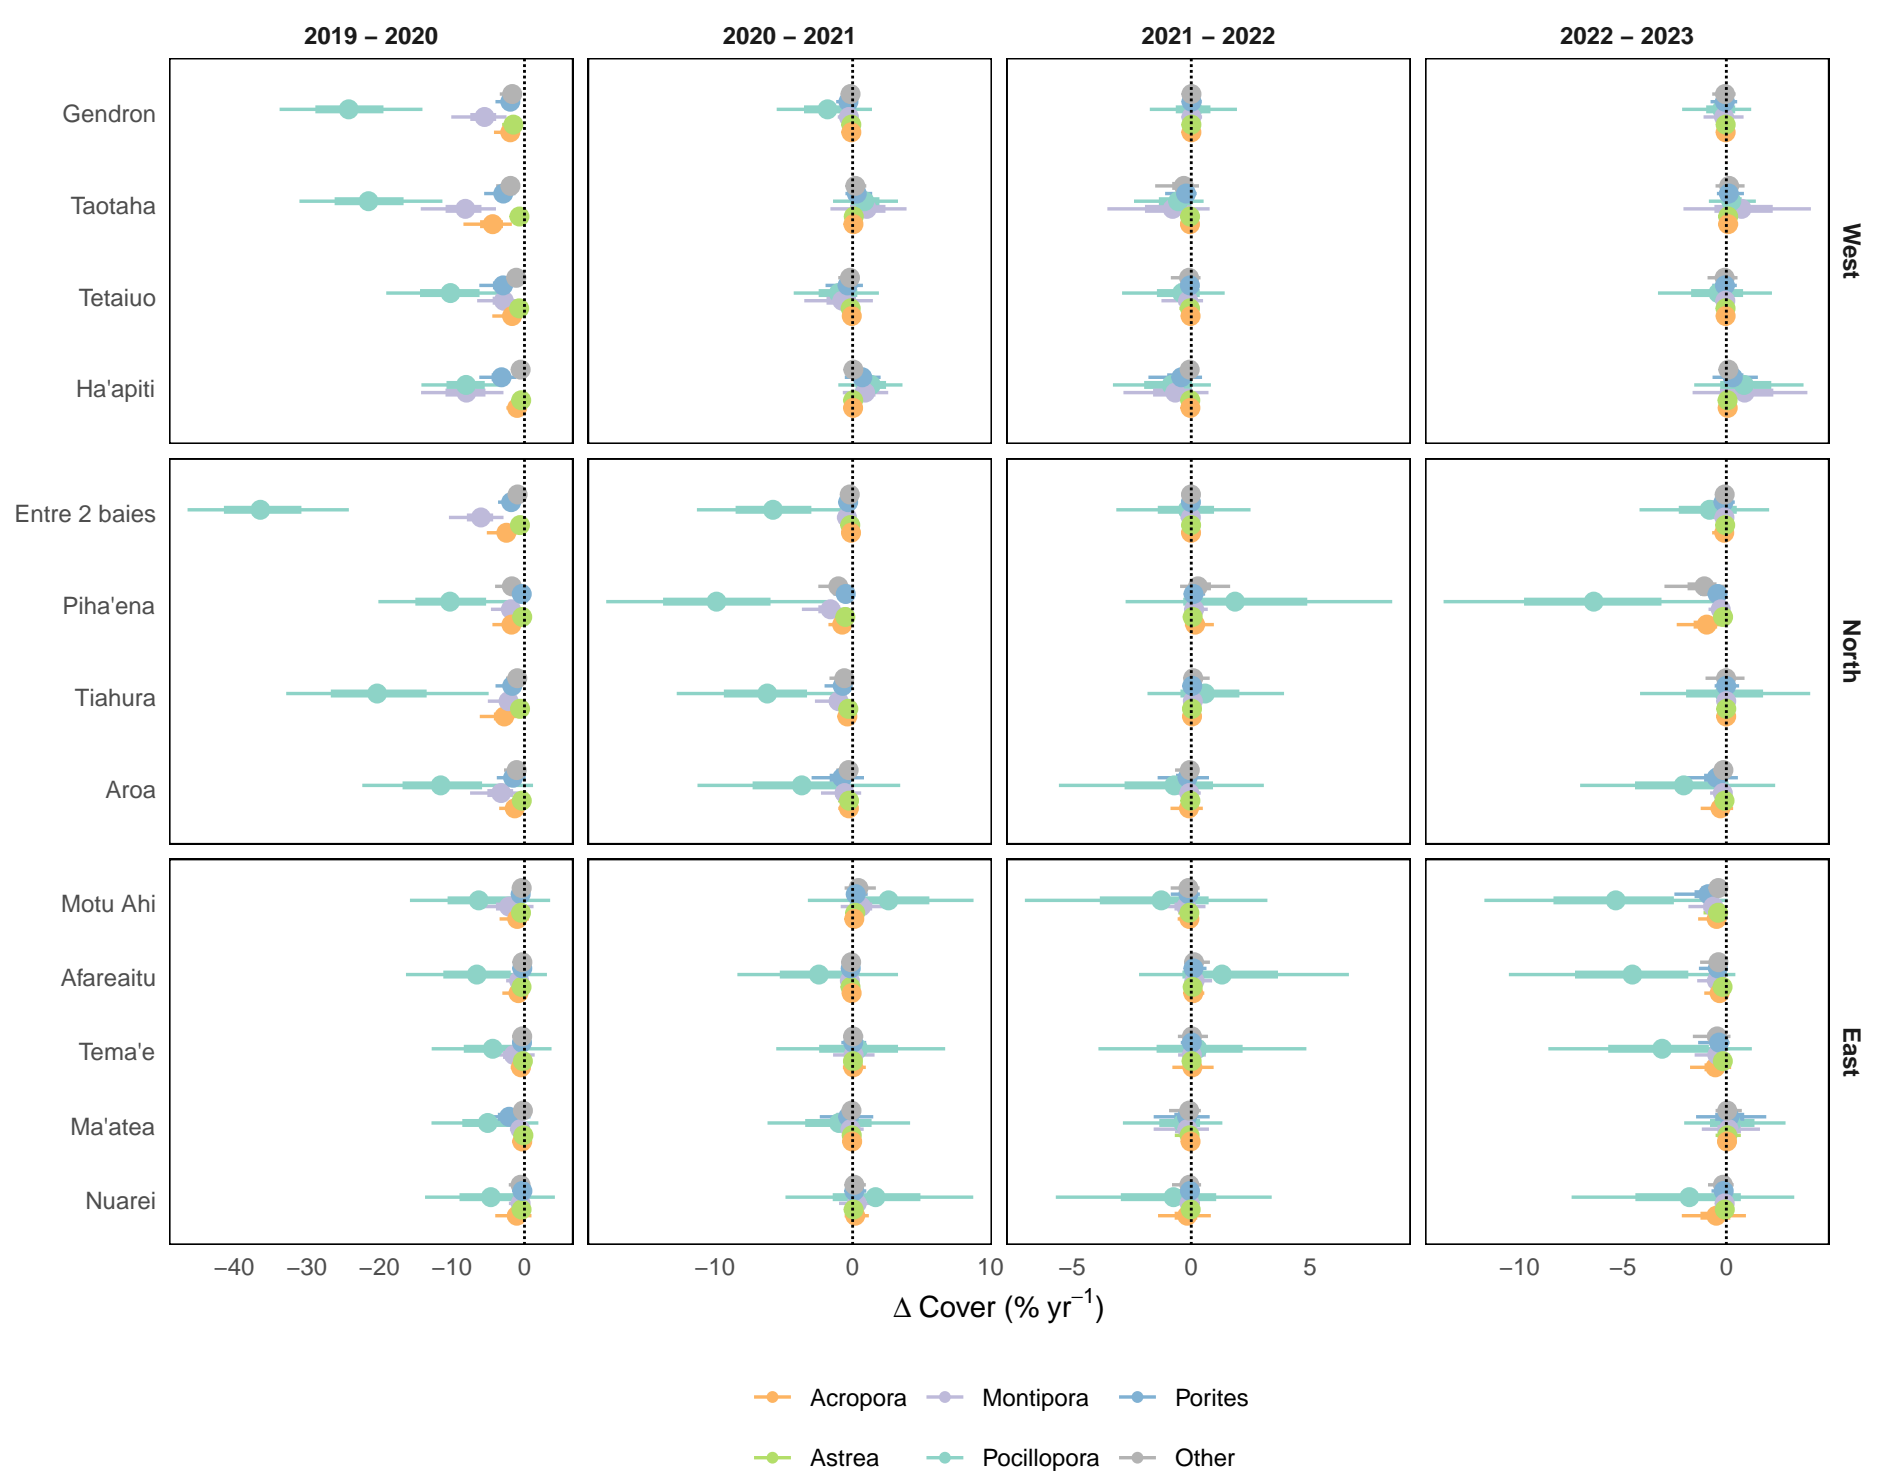 2019 – 2020 2020 – 2021 2021 – 2022 2022 – 2023
Gendron
Taotaha
Tetaiuo
Ha'apiti
West
Entre 2 baies
Piha'ena
Tiahura
Aroa
North
Motu Ahi
Afareaitu
Tema'e
Ma'atea
Nuarei
East
−40 −30 −20 −10 0 −10 0 10 −5 0 5 −10 −5 0
Δ Cover (% yr⁻¹)
Acropora Montipora Porites
Astrea Pocillopora Other